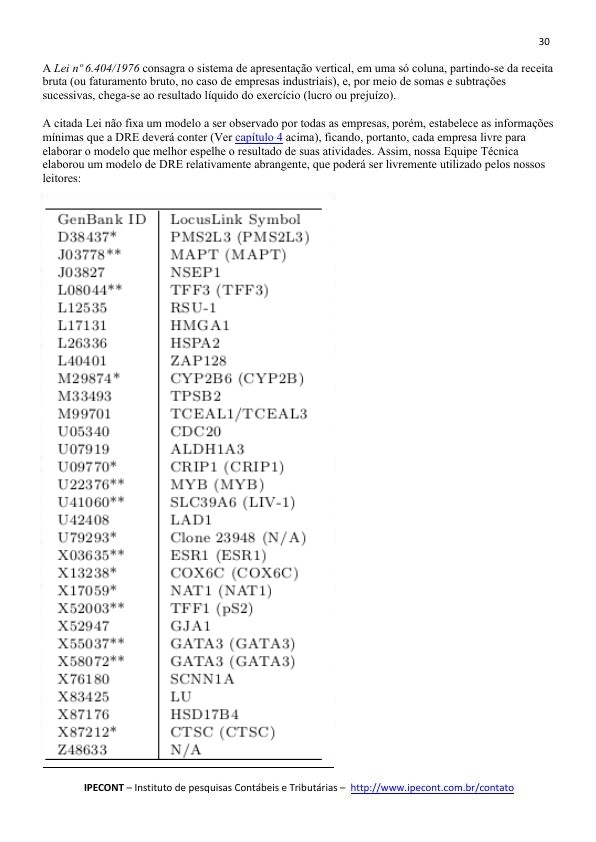 30
A Lei nº 6.404/1976 consagra o sistema de apresentação vertical, em uma só coluna, partindo-se da receita
bruta (ou faturamento bruto, no caso de empresas industriais), e, por meio de somas e subtrações
sucessivas, chega-se ao resultado líquido do exercício (lucro ou prejuízo).
A citada Lei não fixa um modelo a ser observado por todas as empresas, porém, estabelece as informações
mínimas que a DRE deverá conter (Ver capítulo 4 acima), ficando, portanto, cada empresa livre para
elaborar o modelo que melhor espelhe o resultado de suas atividades. Assim, nossa Equipe Técnica
elaborou um modelo de DRE relativamente abrangente, que poderá ser livremente utilizado pelos nossos
leitores:
GenBank ID LocusLink Symbol
D38437* PMS2L3 (PMS2L3)
J03778** MAPT (MAPT)
J03827 NSEP1
L08044** TFF3 (TFF3)
L12535 RSU-1
L17131 HMGA1
L26336 HSPA2
L40401 ZAP128
M29874* CYP2B6 (CYP2B)
M33493 TPSB2
M99701 TCEAL1/TCEAL3
U05340 CDC20
U07919 ALDH1A3
U09770* CRIP1 (CRIP1)
U22376** MYB (MYB)
U41060** SLC39A6 (LIV-1)
U42408 LAD1
U79293* Clone 23948 (N/A)
X03635** ESR1 (ESR1)
X13238* COX6C (COX6C)
X17059* NAT1 (NAT1)
X52003** TFF1 (pS2)
X52947 GJA1
X55037** GATA3 (GATA3)
X58072** GATA3 (GATA3)
X76180 SCNN1A
X83425 LU
X87176 HSD17B4
X87212* CTSC (CTSC)
Z48633 N/A
IPECONT – Instituto de pesquisas Contábeis e Tributárias – http://www.ipecont.com.br/contato